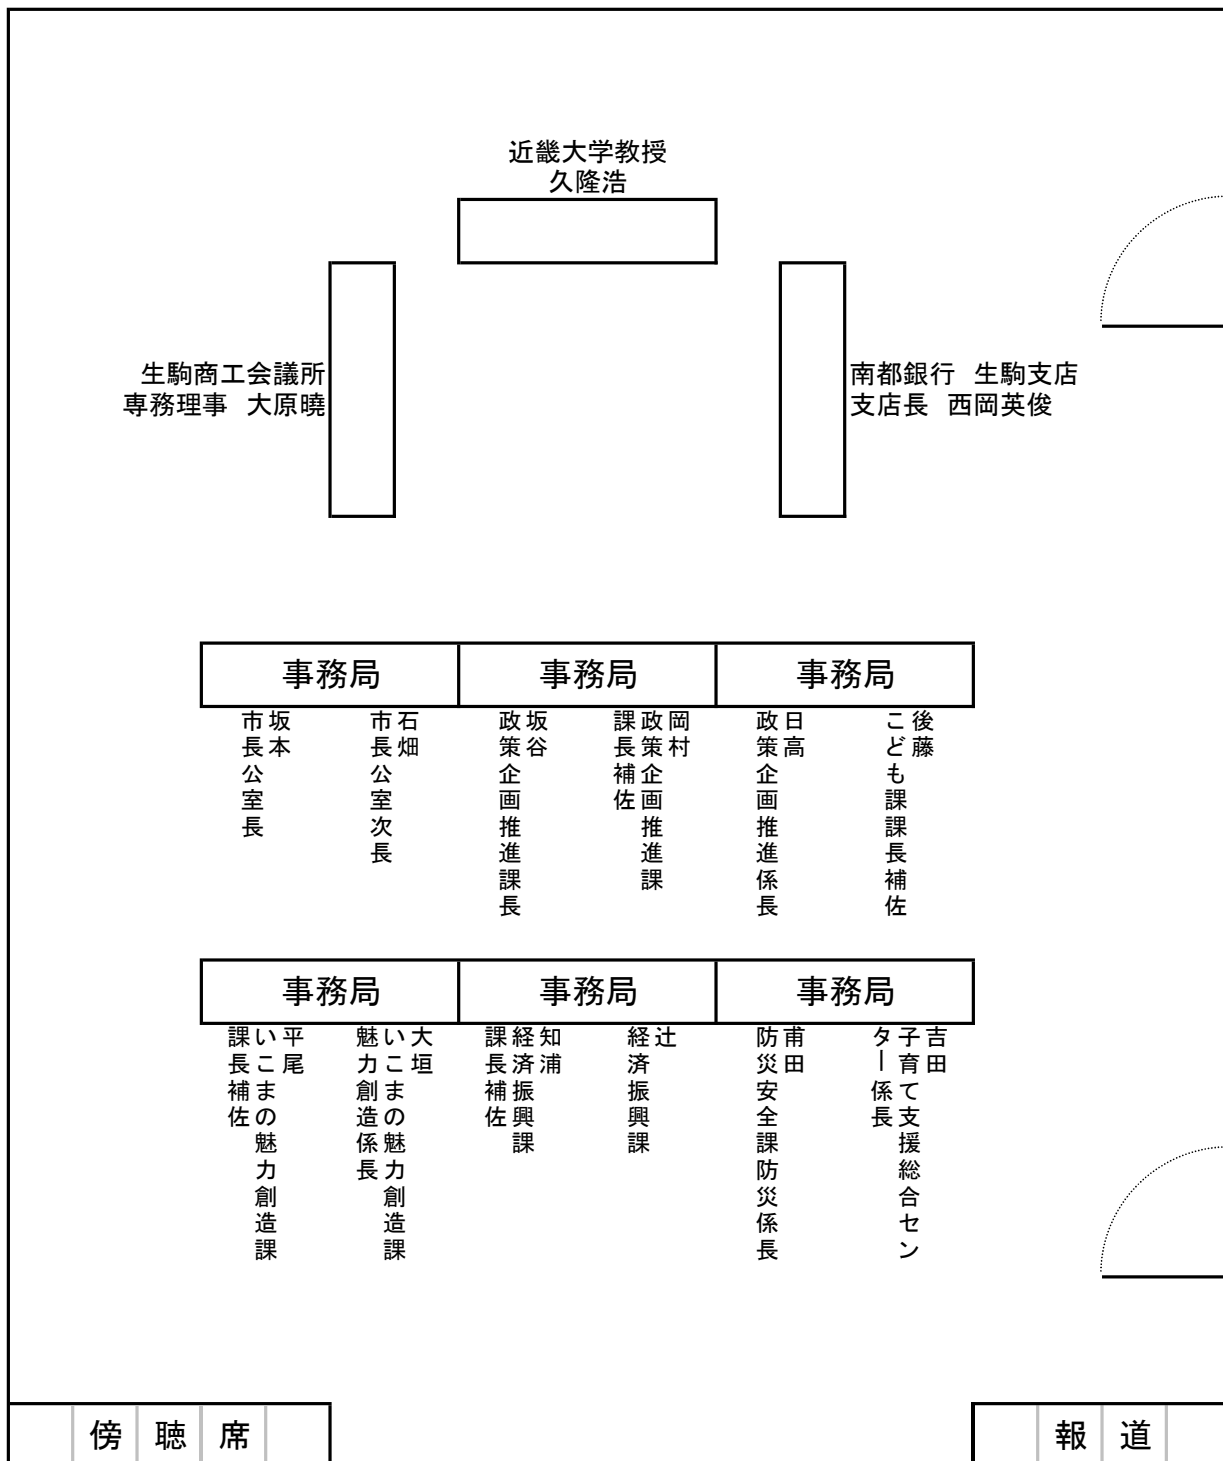 近畿大学教授
久隆浩
生駒商工会議所
専務理事 大原曉
南都銀行 生駒支店
支店長 西岡英俊
事務局
事務局
事務局
坂本
市長公室長
石畑
市長公室次長
坂谷
政策企画推進課長
岡村
政策企画推進課
課長補佐
日高
政策企画推進係長
後藤
こども課課長補佐
事務局
事務局
事務局
平尾
いこまの魅力創造課
課長補佐
大垣
いこまの魅力創造課
魅力創造係長
知浦
経済振興課
課長補佐
辻
経済振興課
甫田
防災安全課防災係長
吉田
子育て支援総合セン
ター係長
傍聴席
報道